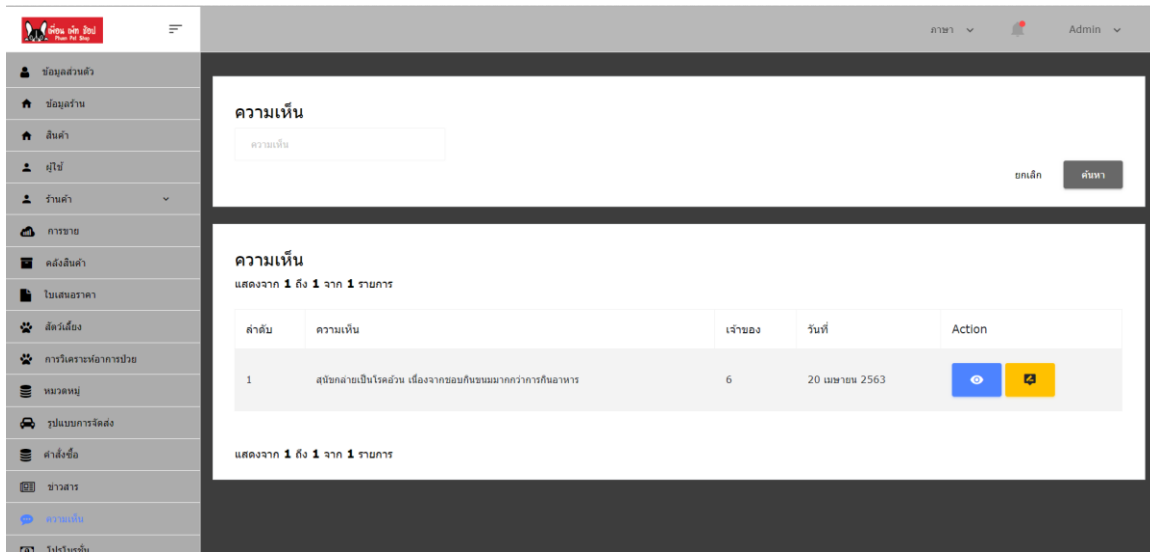 เพื่อน เพ้ท ช้อป
Phuen Pet Shop
ภาษา
Admin
ข้อมูลส่วนตัว
ข้อมูลร้าน
สินค้า
ผู้ใช้
ร้านค้า
การขาย
คลังสินค้า
ใบเสนอราคา
สัตว์เลี้ยง
การวิเคราะห์อาการป่วย
หมวดหมู่
รูปแบบการจัดส่ง
คำสั่งซื้อ
ข่าวสาร
ความเห็น
โปรโมรชั่น
ความเห็น
ความเห็น
ยกเลิก ค้นหา
ความเห็น
แสดงจาก 1 ถึง 1 จาก 1 รายการ
ลำดับ ความเห็น เจ้าของ วันที่ Action
1 สุนัขกลายเป็นโรคอ้วน เนื่องจากชอบกินขนมมากกว่าการกินอาหาร 6 20 เมษายน 2563
แสดงจาก 1 ถึง 1 จาก 1 รายการ